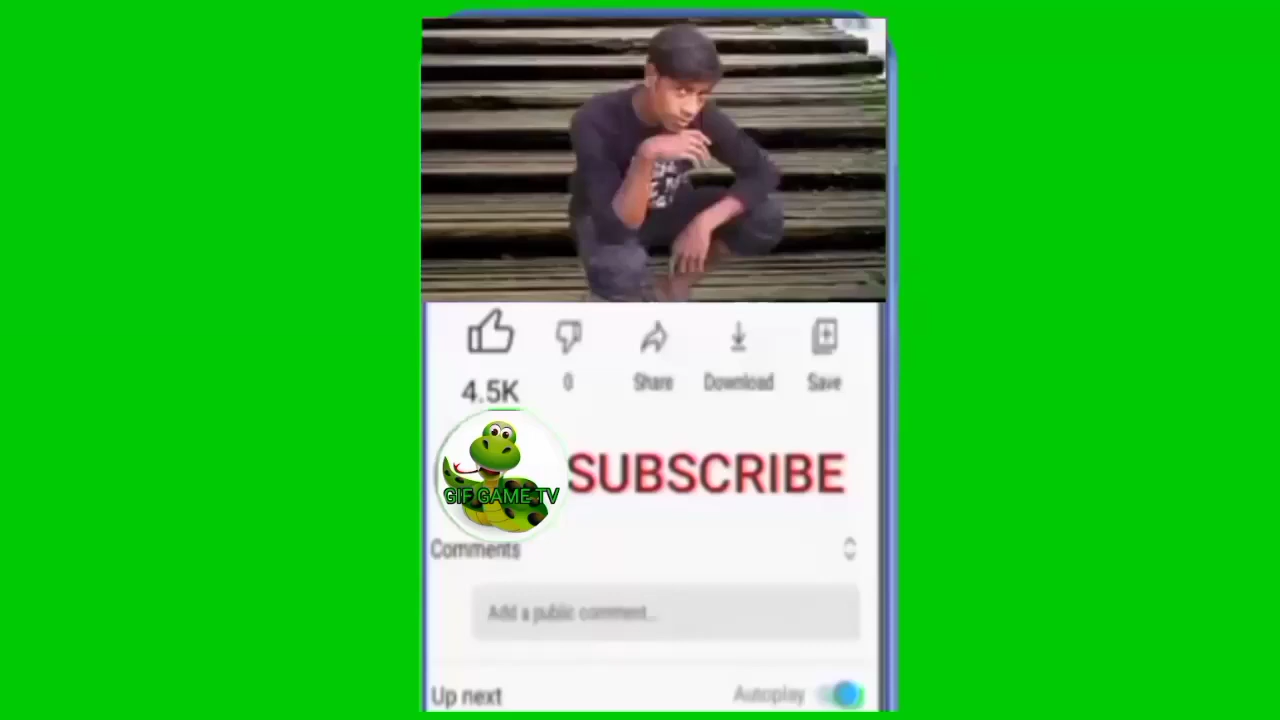 4.5K
0
Share
Download
Save
GIF GAME TV
SUBSCRIBE
Comments
Add a public comment...
Up next
Autoplay